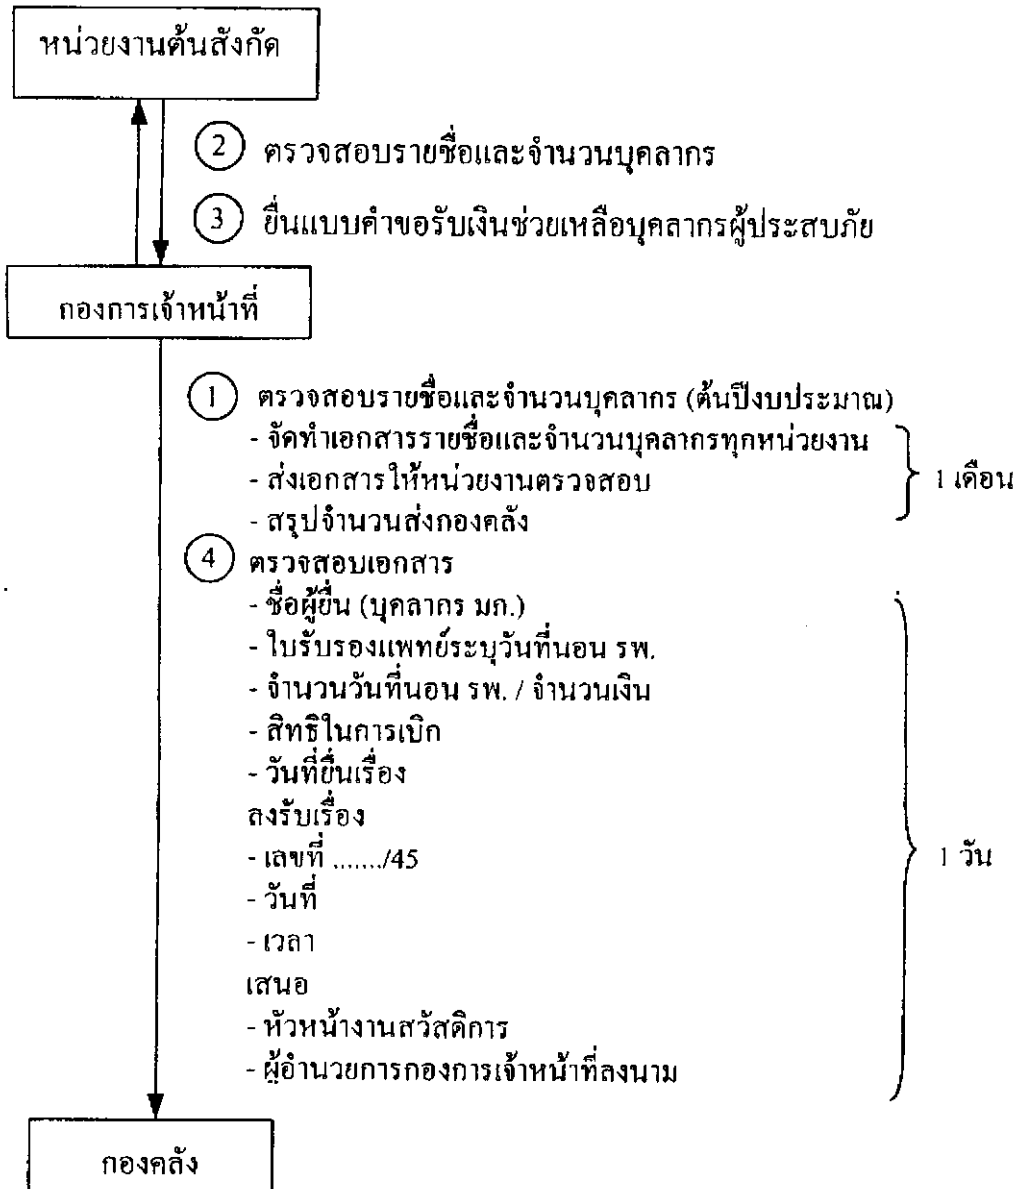 หน่วยงานต้นสังกัด
2 ตรวจสอบรายชื่อและจำนวนบุคลากร
3 ยื่นแบบคำขอรับเงินช่วยเหลือบุคลากรผู้ประสบภัย
กองการเจ้าหน้าที่
1 ตรวจสอบรายชื่อและจำนวนบุคลากร (ต้นปีงบประมาณ)
- จัดทำเอกสารรายชื่อและจำนวนบุคลากรทุกหน่วยงาน
- ส่งเอกสารให้หน่วยงานตรวจสอบ
1 เดือน
- สรุปจำนวนส่งกองคลัง
4 ตรวจสอบเอกสาร
- ชื่อผู้ยื่น (บุคลากร มก.)
- ใบรับรองแพทย์ระบุวันที่นอน รพ.
- จำนวนวันที่นอน รพ. / จำนวนเงิน
- สิทธิในการเบิก
- วันที่ยื่นเรื่อง
ลงรับเรื่อง
- เลขที่ ......./45
1 วัน
- วันที่
- เวลา
เสนอ
- หัวหน้างานสวัสดิการ
- ผู้อำนวยการกองการเจ้าหน้าที่ลงนาม
กองคลัง